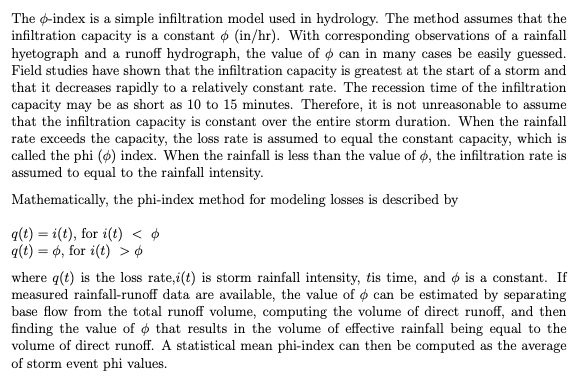 The ϕ-index is a simple infiltration model used in hydrology. The method assumes that the
infiltration capacity is a constant ϕ (in/hr). With corresponding observations of a rainfall
hyetograph and a runoff hydrograph, the value of ϕ can in many cases be easily guessed.
Field studies have shown that the infiltration capacity is greatest at the start of a storm and
that it decreases rapidly to a relatively constant rate. The recession time of the infiltration
capacity may be as short as 10 to 15 minutes. Therefore, it is not unreasonable to assume
that the infiltration capacity is constant over the entire storm duration. When the rainfall
rate exceeds the capacity, the loss rate is assumed to equal the constant capacity, which is
called the phi (ϕ) index. When the rainfall is less than the value of ϕ, the infiltration rate is
assumed to equal to the rainfall intensity.
Mathematically, the phi-index method for modeling losses is described by
q(t) = i(t), for i(t) < ϕ
q(t) = ϕ, for i(t) > ϕ
where q(t) is the loss rate,i(t) is storm rainfall intensity, tis time, and ϕ is a constant. If
measured rainfall-runoff data are available, the value of ϕ can be estimated by separating
base flow from the total runoff volume, computing the volume of direct runoff, and then
finding the value of ϕ that results in the volume of effective rainfall being equal to the
volume of direct runoff. A statistical mean phi-index can then be computed as the average
of storm event phi values.